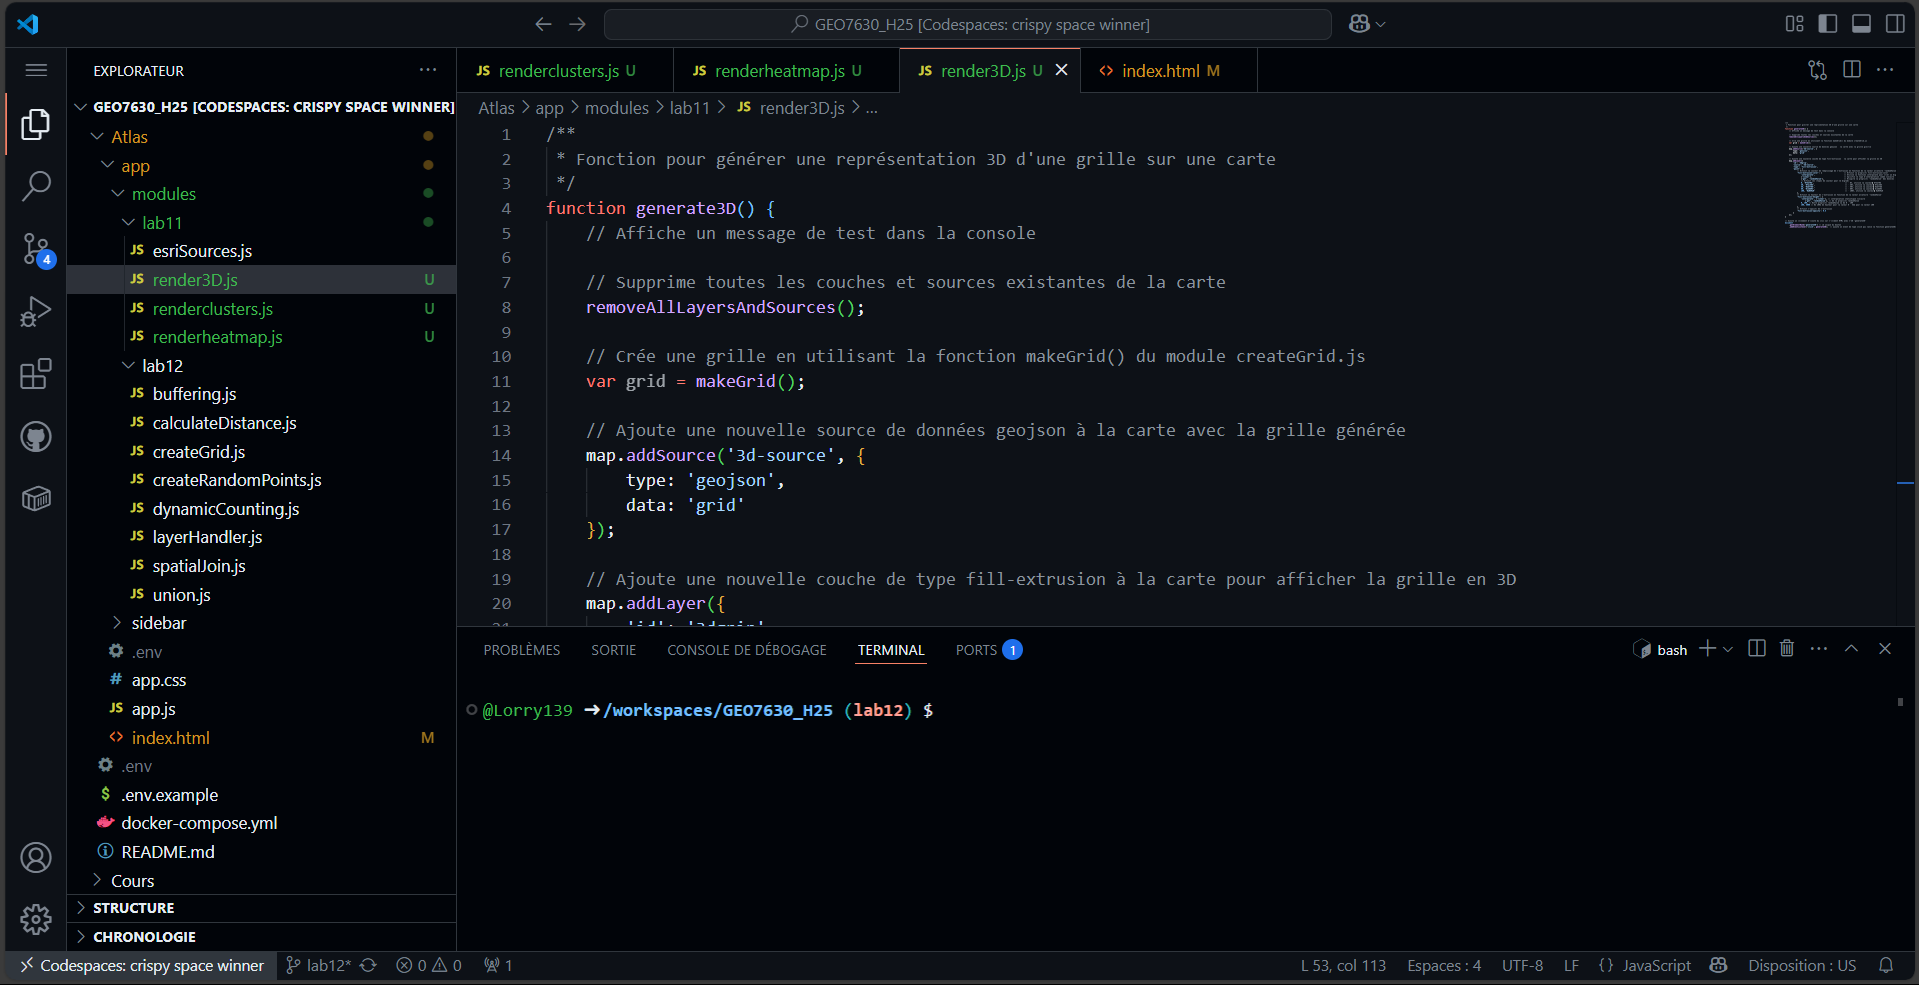 GEO7630_H25 [Codespaces: crispy space winner]
EXPLORATEUR
GEO7630_H25 [CODESPACES: CRISPY SPACE WINNER]
Atlas
app
modules
lab11
JS esriSources.js
JS render3D.js U
JS renderclusters.js U
JS renderheatmap.js U
lab12
JS buffering.js
JS calculateDistance.js
JS createGrid.js
JS createRandomPoints.js
JS dynamicCounting.js
JS layerHandler.js
JS spatialJoin.js
JS union.js
sidebar
.env
# app.css
JS app.js
<> index.html M
.env
$ .env.example
docker-compose.yml
README.md
Cours
STRUCTURE
CHRONOLOGIE
4
JS renderclusters.js U JS renderheatmap.js U JS render3D.js U <> index.html M
Atlas > app > modules > lab11 > JS render3D.js > ...
1 /**
2 * Fonction pour générer une représentation 3D d'une grille sur une carte
3 */
4 function generate3D() {
5 // Affiche un message de test dans la console
6
7 // Supprime toutes les couches et sources existantes de la carte
8 removeAllLayersAndSources();
9
10 // Crée une grille en utilisant la fonction makeGrid() du module createGrid.js
11 var grid = makeGrid();
12
13 // Ajoute une nouvelle source de données geojson à la carte avec la grille générée
14 map.addSource('3d-source', {
15 type: 'geojson',
16 data: 'grid'
17 });
18
19 // Ajoute une nouvelle couche de type fill-extrusion à la carte pour afficher la grille en 3D
20 map.addLayer({
PROBLÈMES SORTIE CONSOLE DE DÉBOGAGE TERMINAL PORTS 1
bash
@Lorry139 ➜/workspaces/GEO7630_H25 (lab12) $
Codespaces: crispy space winner lab12* 0 0 1
L 53, col 113 Espaces : 4 UTF-8 LF {} JavaScript Disposition : US